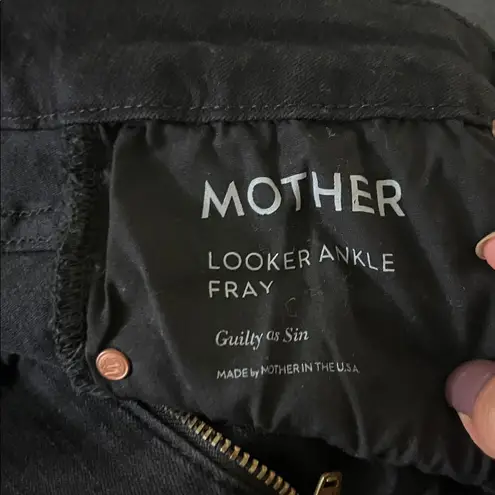 MOTHER
LOOKER ANKLE
FRAY
Guilty as Sin
MADE by MOTHER IN THE U.S.A